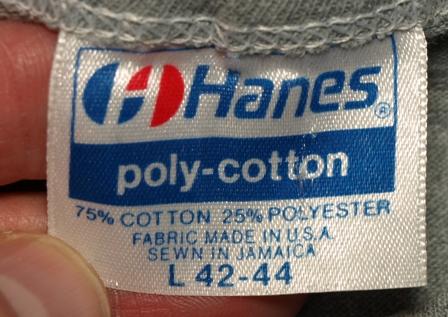 Hanes®
poly-cotton
75% COTTON 25% POLYESTER
FABRIC MADE IN U.S.A.
SEWN IN JAMAICA
L 42-44